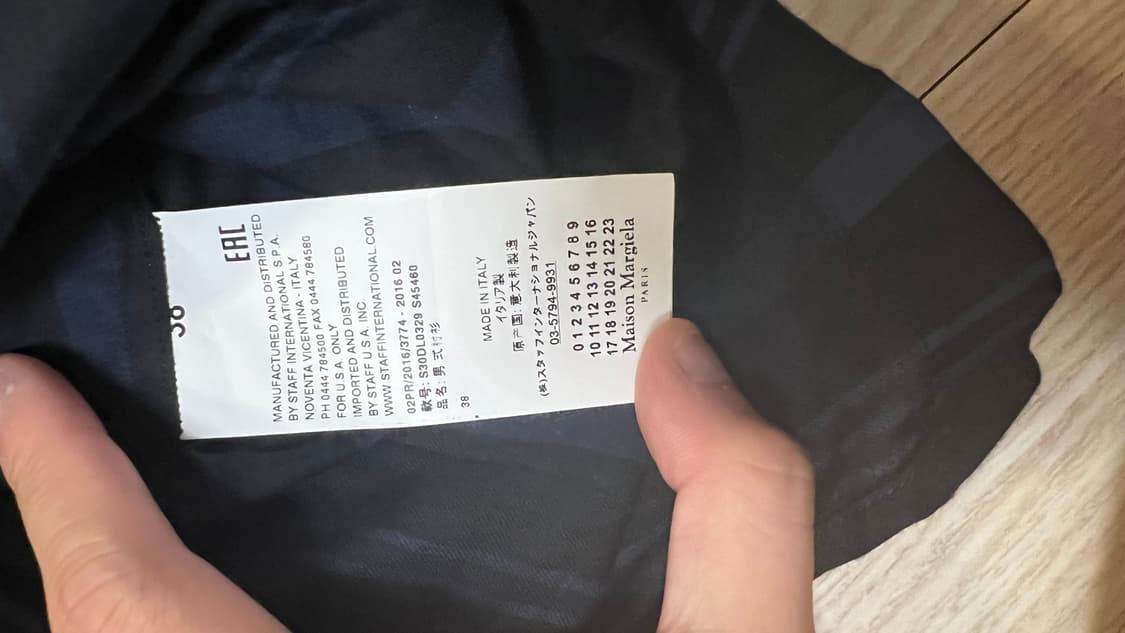 38
EAC
MANUFACTURED AND DISTRIBUTED
BY STAFF INTERNATIONAL S.P.A.
NOVENTA VICENTINA - ITALY
PH 0444 784500 FAX 0444 784580
FOR U.S.A. ONLY
IMPORTED AND DISTRIBUTED
BY STAFF U.S.A. INC.
WWW STAFFINTERNATIONAL.COM
02PR/2016/3774 - 2016 02
款号: S30DL0329 S45460
品名: 男式衬衫
38
MADE IN ITALY
イタリア製
原产国: 意大利製造
(株)スタッフインターナショナルジャパン
03-5794-9931
0 1 2 3 4 5 6 7 8 9
10 11 12 13 14 15 16
17 18 19 20 21 22 23
Maison Margiela
PARIS